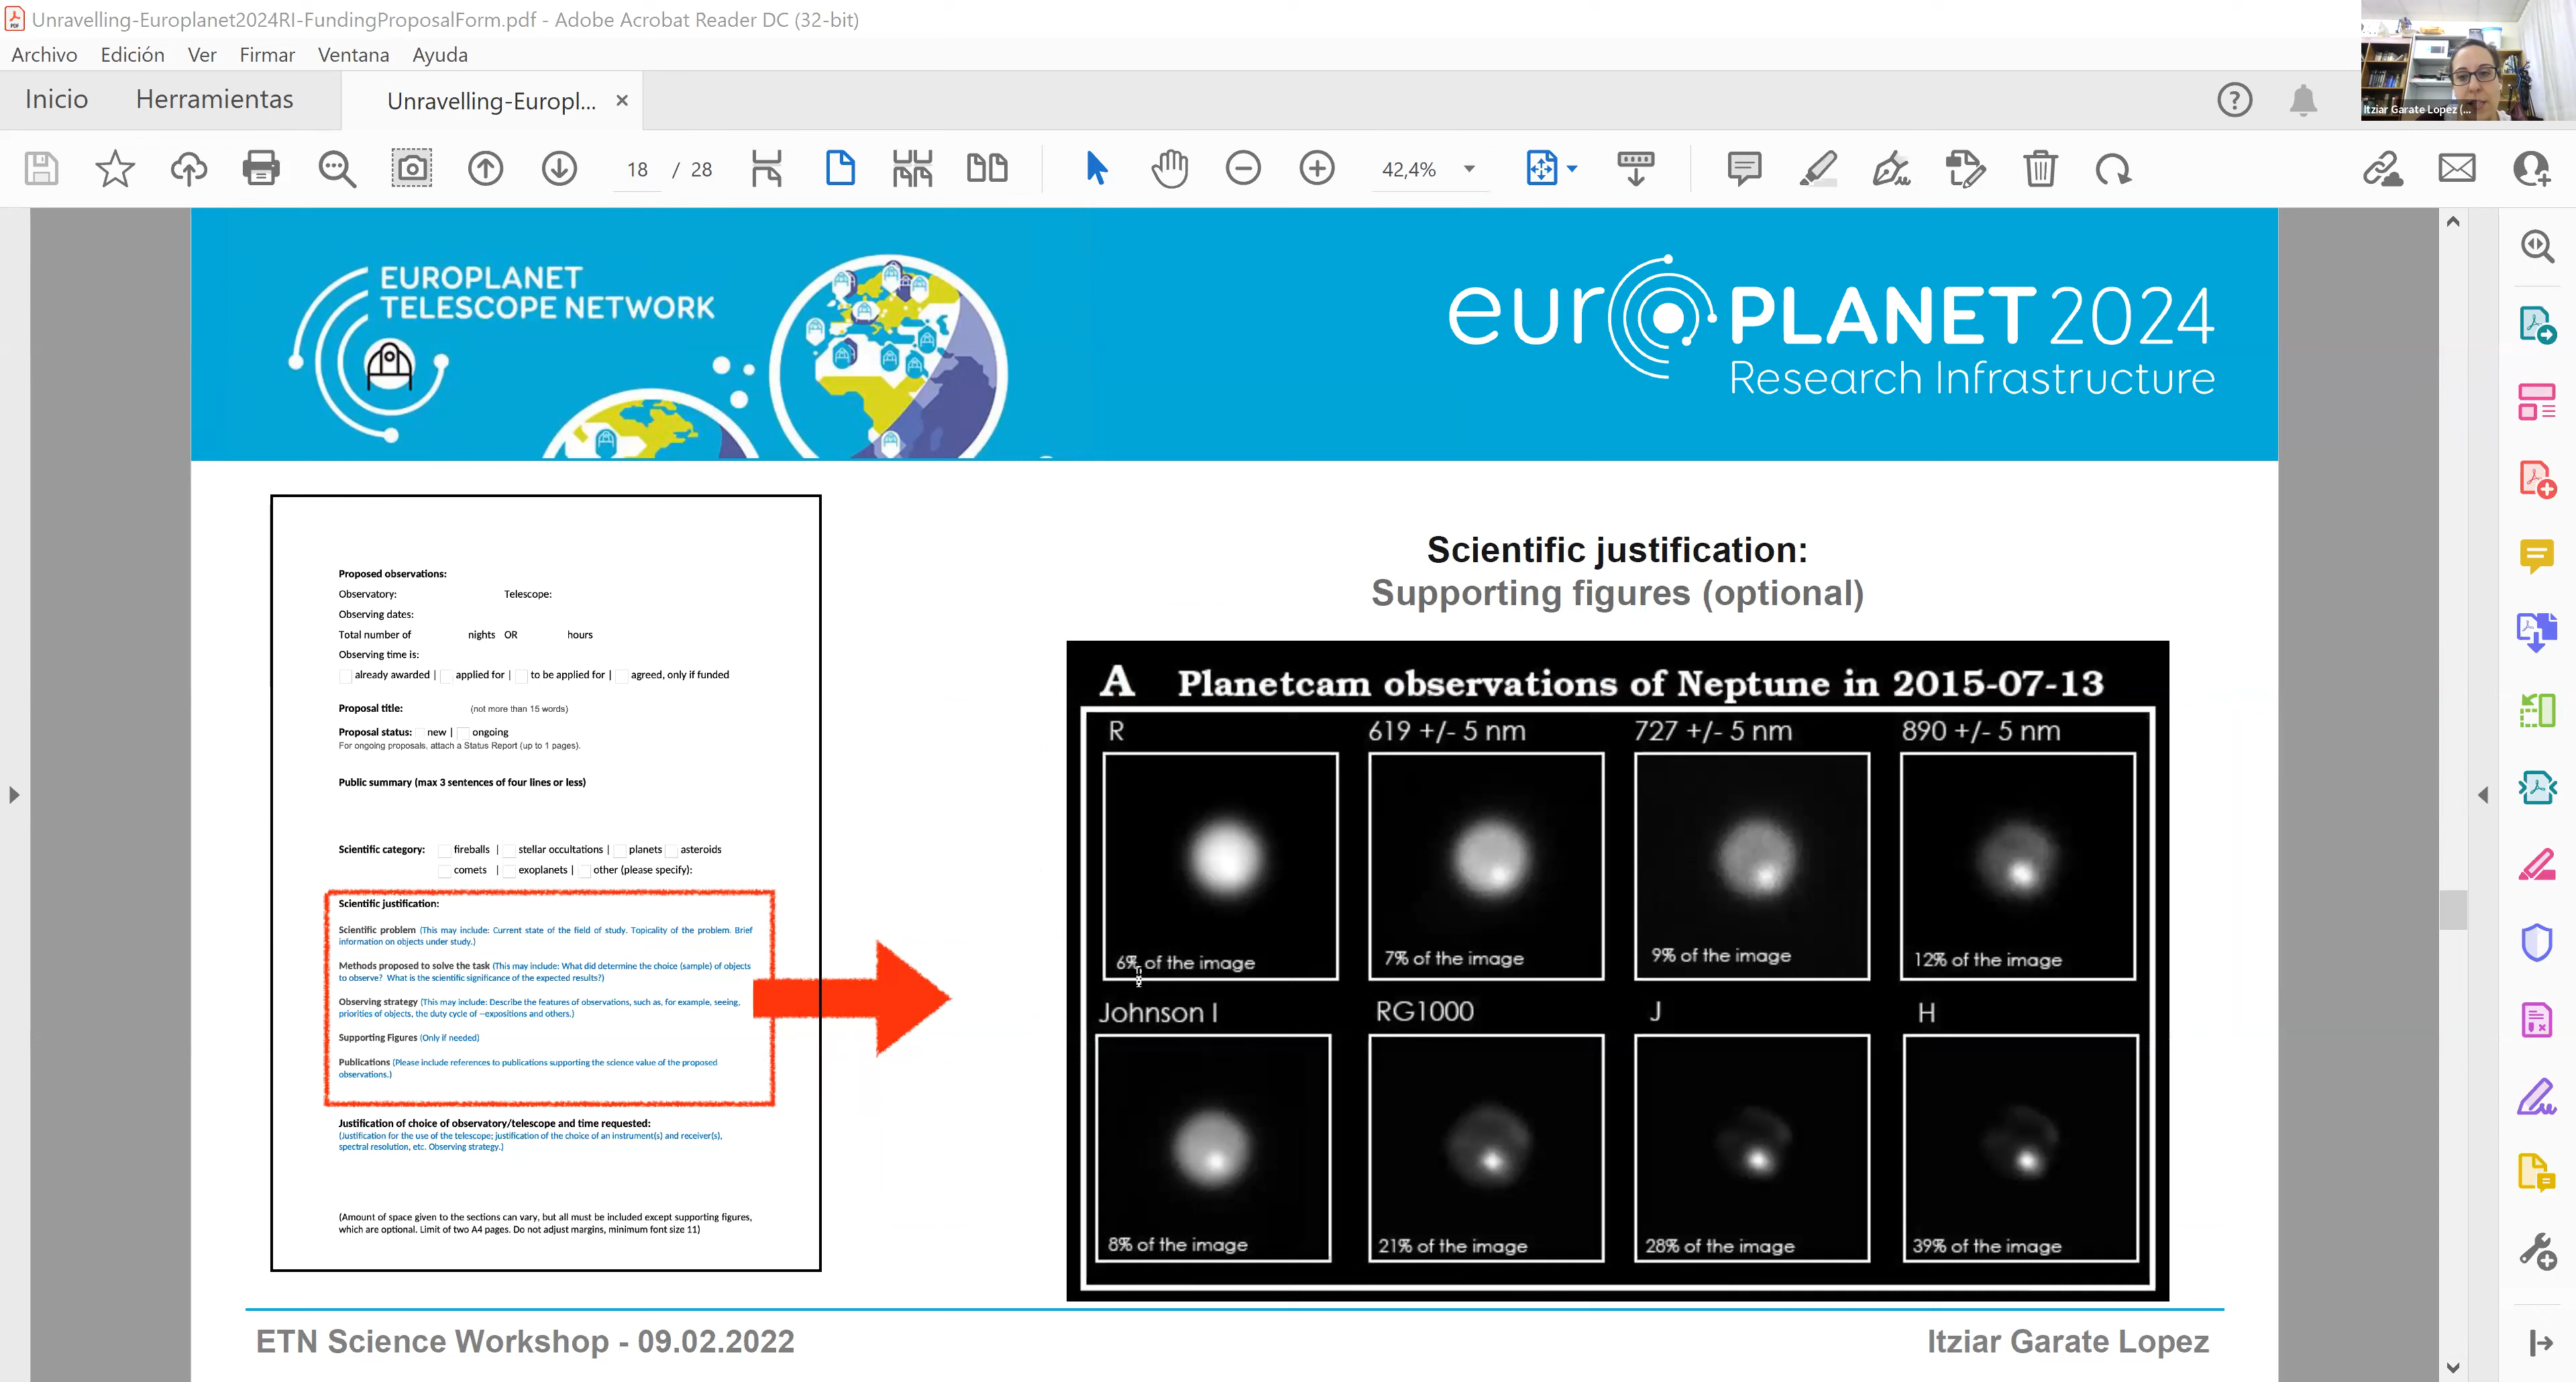 Unravelling-Europlanet2024RI-FundingProposalForm.pdf - Adobe Acrobat Reader DC (32-bit)
Archivo Edición Ver Firmar Ventana Ayuda
Inicio Herramientas Unravelling-Europl... ×
Itziar Garate Lopez (...
18 / 28 42,4%
EUROPLANET
TELESCOPE NETWORK
euroPLANET 2024
Research Infrastructure
Proposed observations:
Observatory: Telescope:
Observing dates:
Total number of nights OR hours
Observing time is:
already awarded | applied for | to be applied for | agreed, only if funded
Proposal title: (not more than 15 words)
Proposal status: new | ongoing
For ongoing proposals, attach a Status Report (up to 1 pages).
Public summary (max 3 sentences of four lines or less)
Scientific category: fireballs | stellar occultations | planets asteroids
comets | exoplanets | other (please specify):
Scientific justification:
Scientific problem (This may include: Current state of the field of study. Topicality of the problem. Brief
information on objects under study.)
Methods proposed to solve the task (This may include: What did determine the choice (sample) of objects
to observe? What is the scientific significance of the expected results?)
Observing strategy (This may include: Describe the features of observations, such as, for example, seeing,
priorities of objects, the duty cycle of –expositions and others.)
Supporting Figures (Only if needed)
Publications (Please include references to publications supporting the science value of the proposed
observations.)
Justification of choice of observatory/telescope and time requested:
(Justification for the use of the telescope; justification of the choice of an instrument(s) and receiver(s),
spectral resolution, etc. Observing strategy.)
(Amount of space given to the sections can vary, but all must be included except supporting figures,
which are optional. Limit of two A4 pages. Do not adjust margins, minimum font size 11)
Scientific justification:
Supporting figures (optional)
A Planetcam observations of Neptune in 2015-07-13
R 619 +/- 5 nm 727 +/- 5 nm 890 +/- 5 nm
6% of the image 7% of the image 9% of the image 12% of the image
Johnson I RG1000 J H
8% of the image 21% of the image 28% of the image 39% of the image
ETN Science Workshop - 09.02.2022
Itziar Garate Lopez